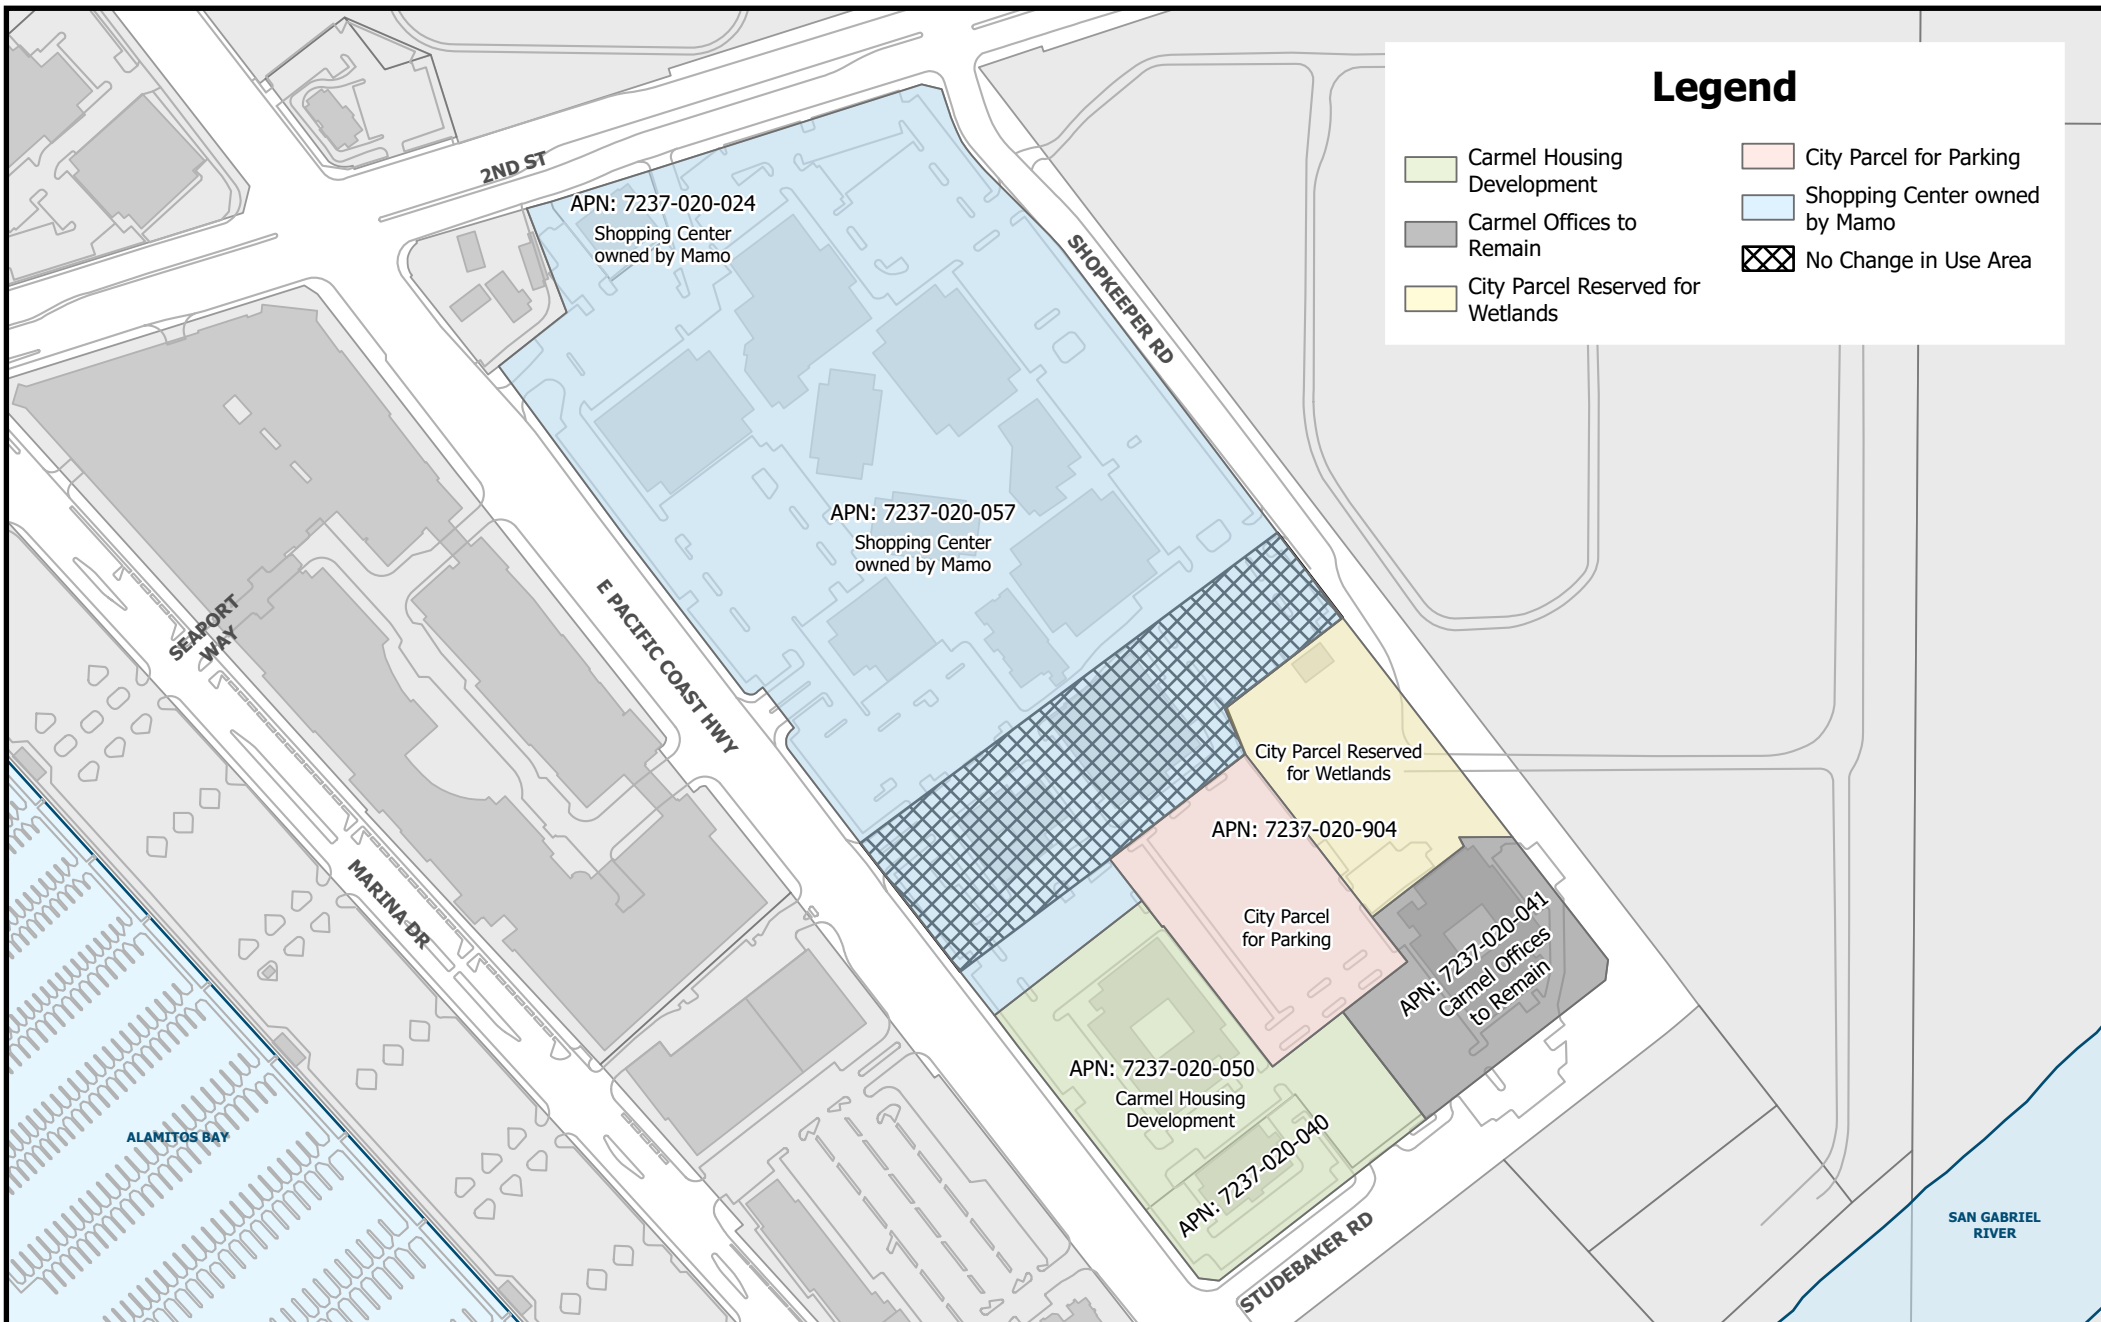 Legend
Carmel Housing
Development
Carmel Offices to
Remain
City Parcel Reserved for
Wetlands
City Parcel for Parking
Shopping Center owned
by Mamo
No Change in Use Area
2ND ST
APN: 7237-020-024
Shopping Center
owned by Mamo
SHOPKEEPER RD
APN: 7237-020-057
Shopping Center
owned by Mamo
E PACIFIC COAST HWY
SEAPORT
WAY
City Parcel Reserved
for Wetlands
APN: 7237-020-904
MARINA DR
City Parcel
for Parking
APN: 7237-020-041
Carmel Offices
to Remain
APN: 7237-020-050
Carmel Housing
Development
APN: 7237-020-040
ALAMITOS BAY
STUDEBAKER RD
SAN GABRIEL
RIVER